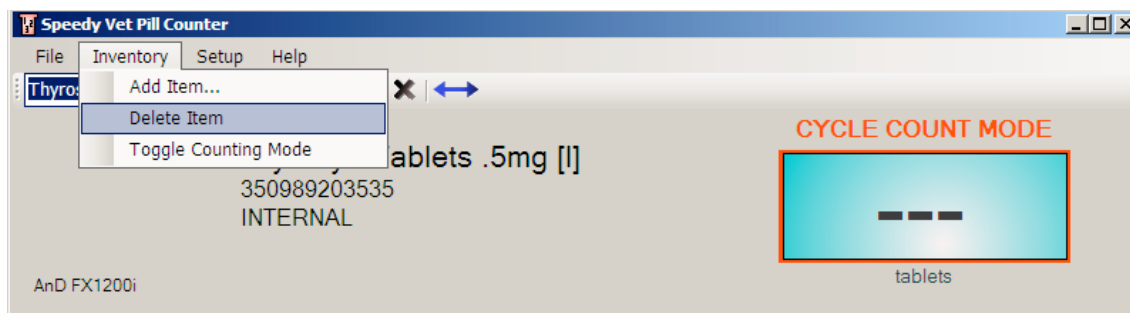 Speedy Vet Pill Counter
File Inventory Setup Help
Add Item...
Delete Item
Toggle Counting Mode
CYCLE COUNT MODE
ablets .5mg [I]
350989203535
INTERNAL
---
tablets
AnD FX1200i